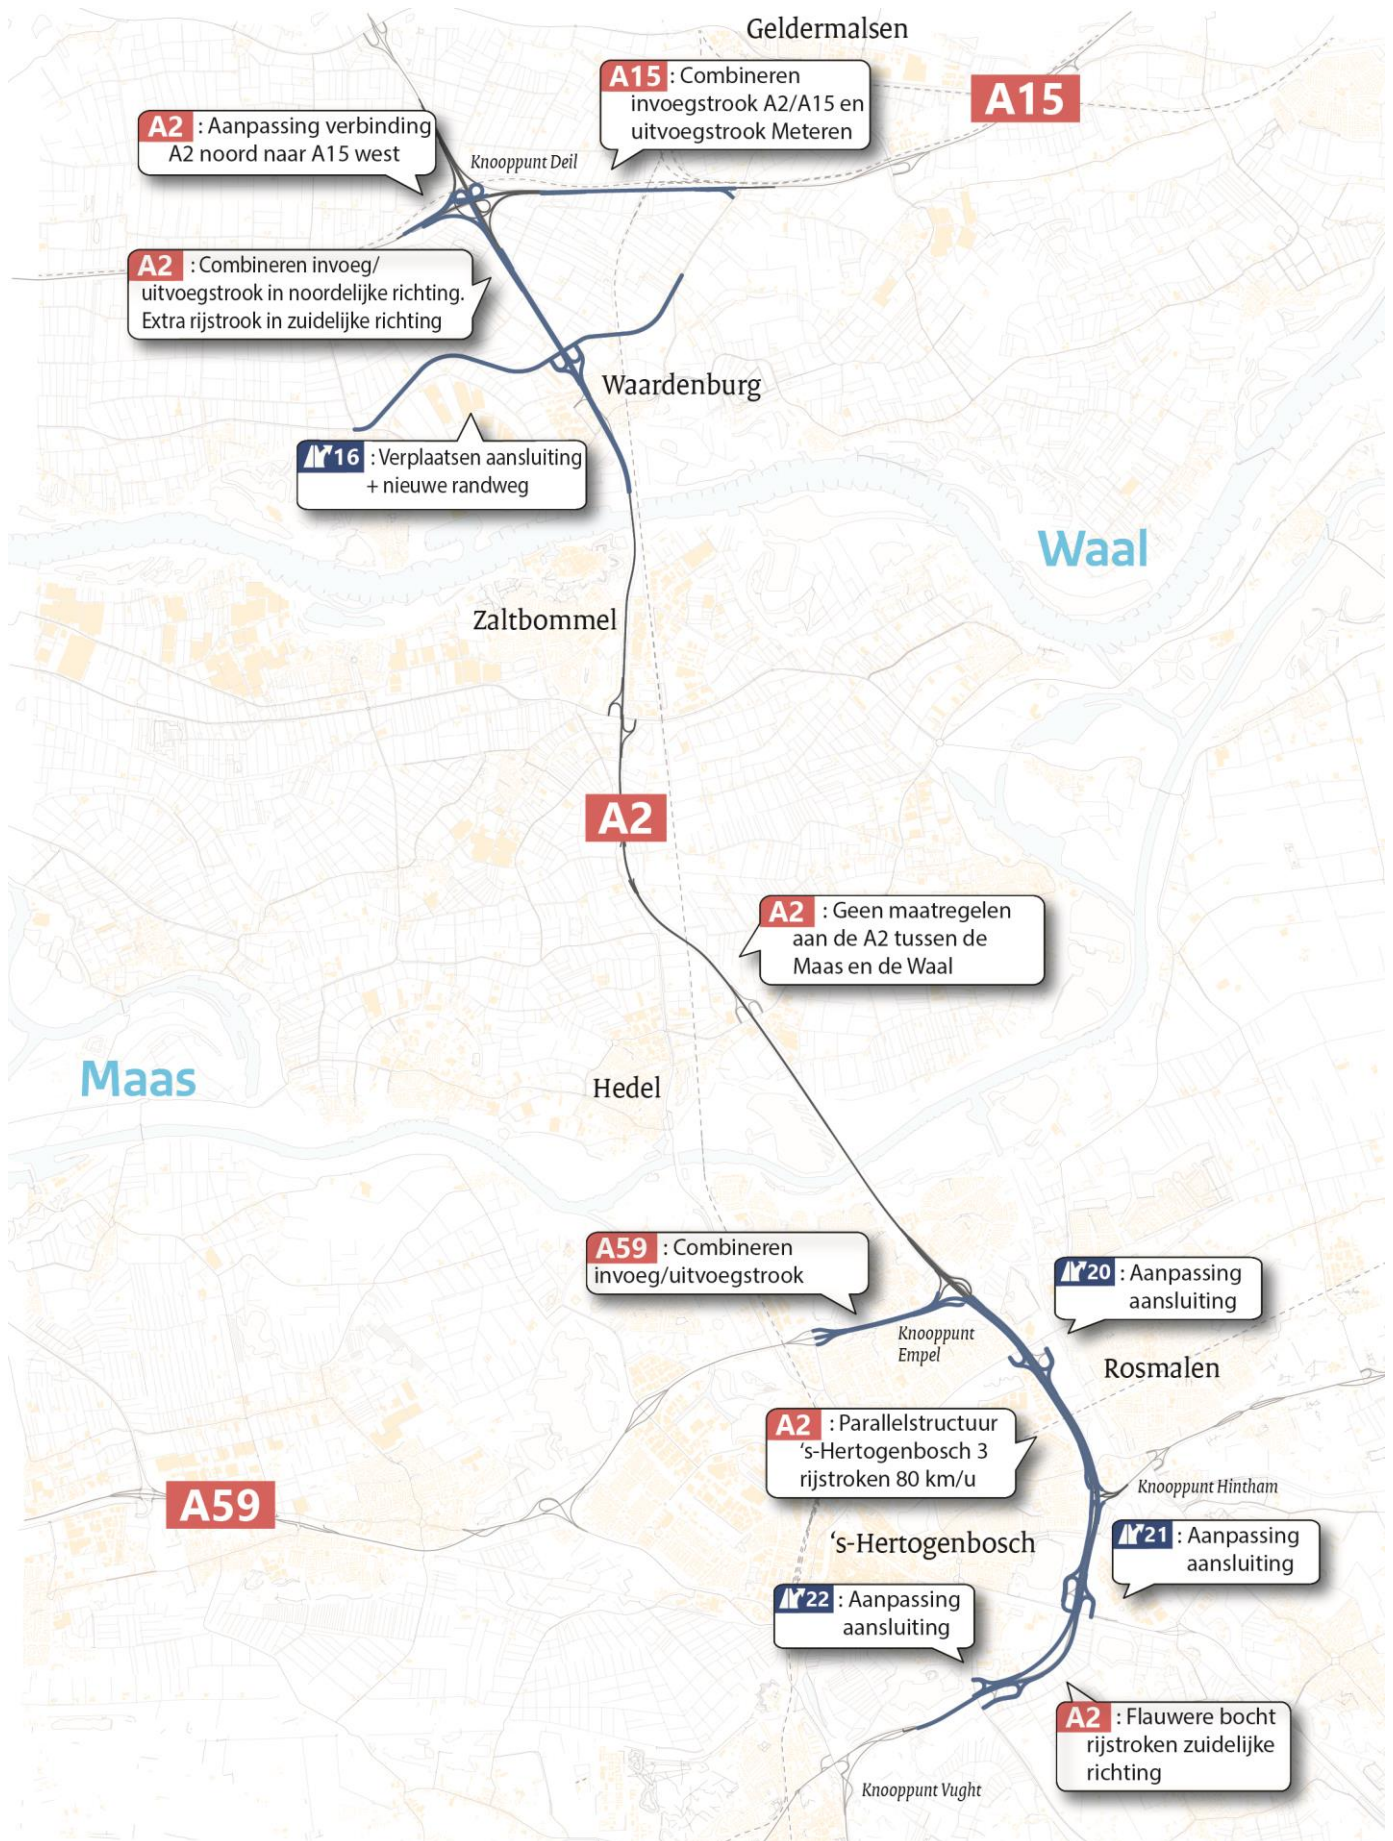 Geldermalsen
A15 : Combineren
invoegstrook A2/A15 en
uitvoegstrook Meteren
A15
A2 : Aanpassing verbinding
A2 noord naar A15 west
Knooppunt Deil
A2 : Combineren invoeg/
uitvoegstrook in noordelijke richting.
Extra rijstrook in zuidelijke richting
Waardenburg
16 : Verplaatsen aansluiting
+ nieuwe randweg
Waal
Zaltbommel
A2
A2 : Geen maatregelen
aan de A2 tussen de
Maas en de Waal
Maas
Hedel
A59 : Combineren
invoeg/uitvoegstrook
20 : Aanpassing
aansluiting
Knooppunt
Empel
Rosmalen
A2 : Parallelstructuur
‘s-Hertogenbosch 3
rijstroken 80 km/u
A59
Knooppunt Hintham
‘s-Hertogenbosch
21 : Aanpassing
aansluiting
22 : Aanpassing
aansluiting
A2 : Flauwere bocht
rijstroken zuidelijke
richting
Knooppunt Vught